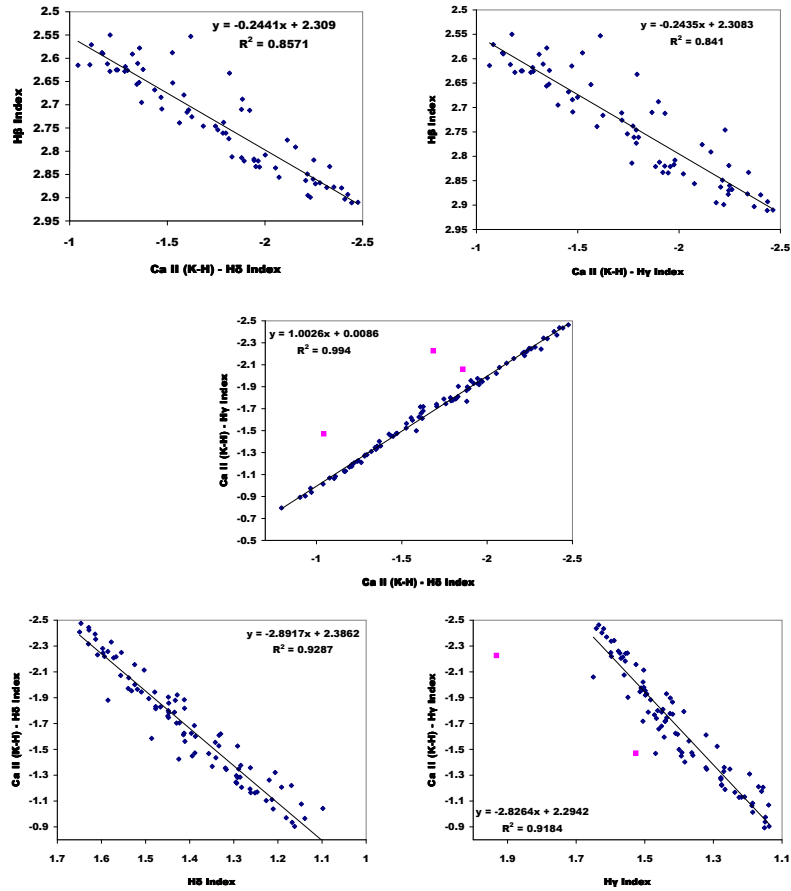 y = -0.2441x + 2.309
R² = 0.8571
2.5
2.55
2.6
2.65
2.7
2.75
2.8
2.85
2.9
2.95
-1 -1.5 -2 -2.5
Hβ Index
Ca II (K-H) - Hδ Index
y = -0.2435x + 2.3083
R² = 0.841
2.5
2.55
2.6
2.65
2.7
2.75
2.8
2.85
2.9
2.95
-1 -1.5 -2 -2.5
Hβ Index
Ca II (K-H) - Hγ Index
y = 1.0026x + 0.0086
R² = 0.994
-2.5
-2.3
-2.1
-1.9
-1.7
-1.5
-1.3
-1.1
-0.9
-0.7
-0.5
-1 -1.5 -2 -2.5
Ca II (K-H) - Hγ Index
Ca II (K-H) - Hδ Index
y = -2.8917x + 2.3862
R² = 0.9287
-2.5
-2.3
-2.1
-1.9
-1.7
-1.5
-1.3
-1.1
-0.9
1.7 1.6 1.5 1.4 1.3 1.2 1.1 1
Ca II (K-H) - Hδ Index
Hδ Index
-2.5
-2.3
-2.1
-1.9
-1.7
-1.5
-1.3
-1.1
-0.9
y = -2.8264x + 2.2942
R² = 0.9184
1.9 1.7 1.5 1.3 1.1
Ca II (K-H) - Hγ Index
Hγ Index